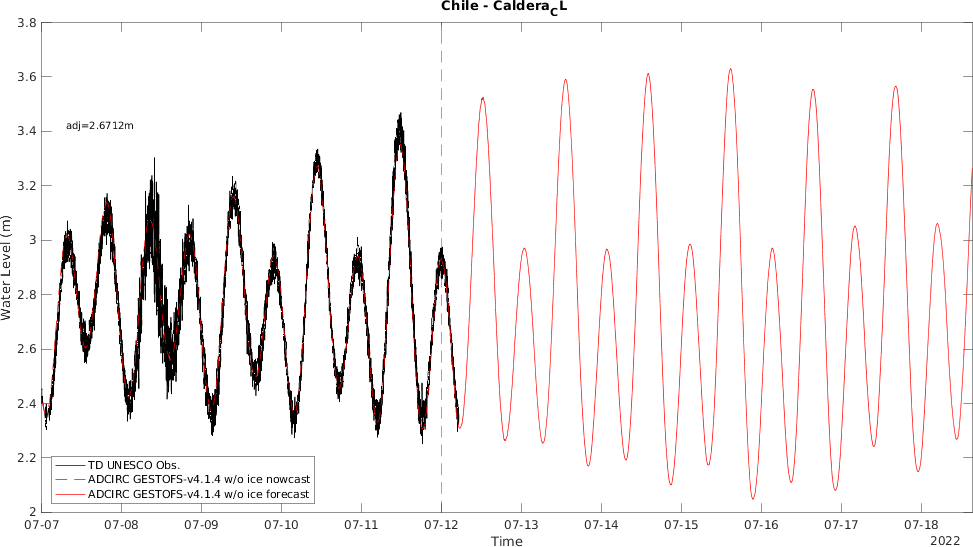 Chile - Caldera_CL
3.8
3.6
3.4
3.2
3
2.8
2.6
2.4
2.2
2
Water Level (m)
adj=2.6712m
TD UNESCO Obs.
ADCIRC GESTOFS-v4.1.4 w/o ice nowcast
ADCIRC GESTOFS-v4.1.4 w/o ice forecast
07-07 07-08 07-09 07-10 07-11 07-12 07-13 07-14 07-15 07-16 07-17 07-18
Time
2022